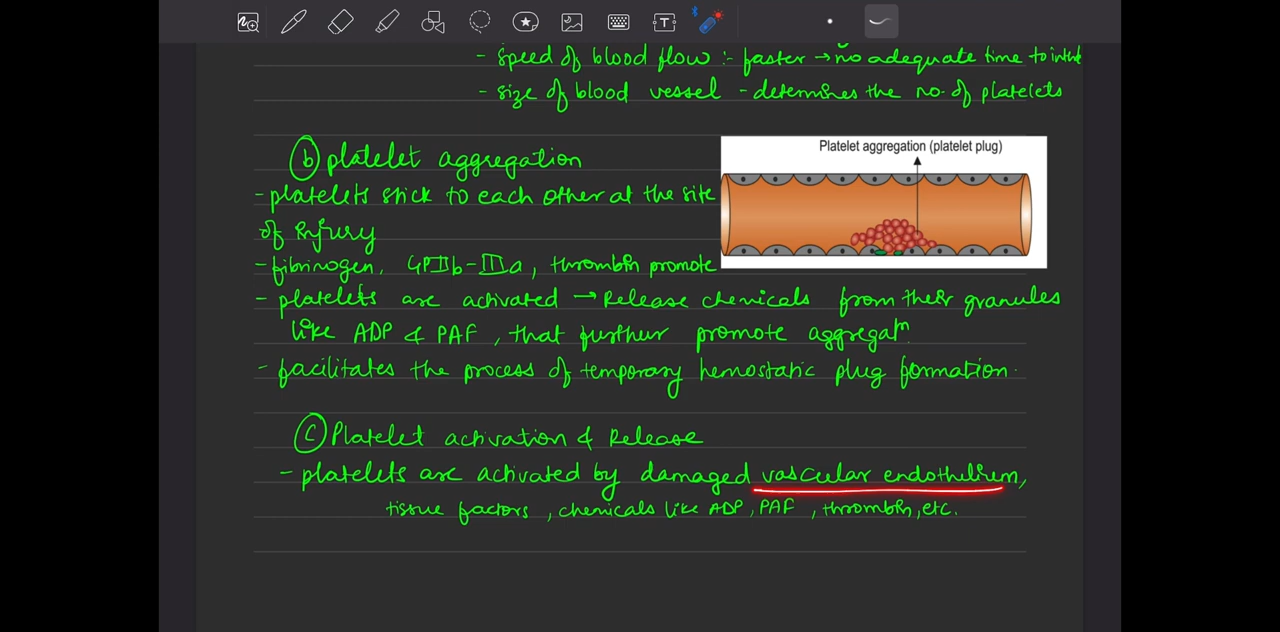 - speed of blood flow :- faster → no adequate time to
- size of blood vessel - determines the no. of platelets
Platelet aggregation (platelet plug)
(b) platelet aggregation
- platelets stick to each other at the site
of injury
- fibrinogen, GPIIb-IIIa, thrombin promote
- platelets are activated → Release chemicals from their granules
like ADP & PAF, that further promote aggregatn
- facilitates the process of temporary hemostatic plug formation.
(c) Platelet activation & Release
- platelets are activated by damaged vascular endothelium,
tissue factors, chemicals like ADP, PAF, thrombin, etc.